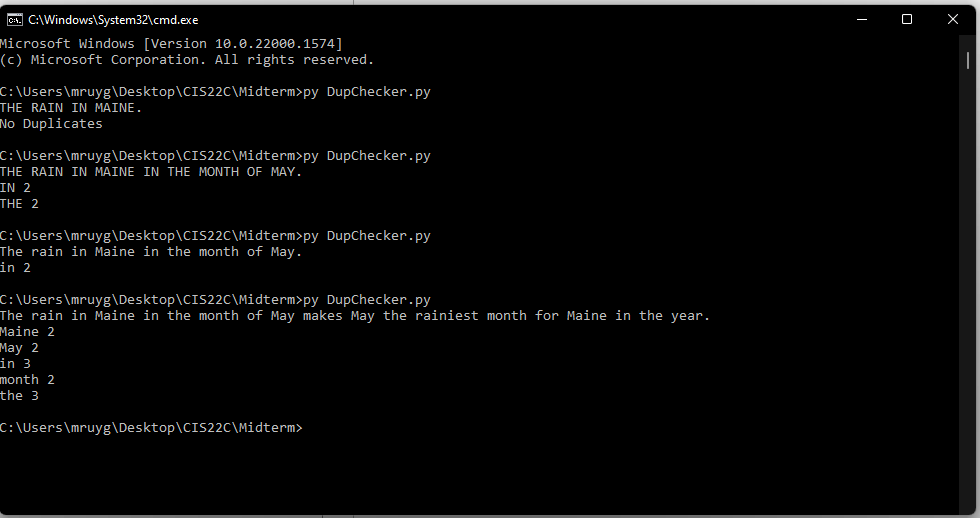 C:\Windows\System32\cmd.exe
Microsoft Windows [Version 10.0.22000.1574]
(c) Microsoft Corporation. All rights reserved.
C:\Users\mruyg\Desktop\CIS22C\Midterm>py DupChecker.py
THE RAIN IN MAINE.
No Duplicates
C:\Users\mruyg\Desktop\CIS22C\Midterm>py DupChecker.py
THE RAIN IN MAINE IN THE MONTH OF MAY.
IN 2
THE 2
C:\Users\mruyg\Desktop\CIS22C\Midterm>py DupChecker.py
The rain in Maine in the month of May.
in 2
C:\Users\mruyg\Desktop\CIS22C\Midterm>py DupChecker.py
The rain in Maine in the month of May makes May the rainiest month for Maine in the year.
Maine 2
May 2
in 3
month 2
the 3
C:\Users\mruyg\Desktop\CIS22C\Midterm>